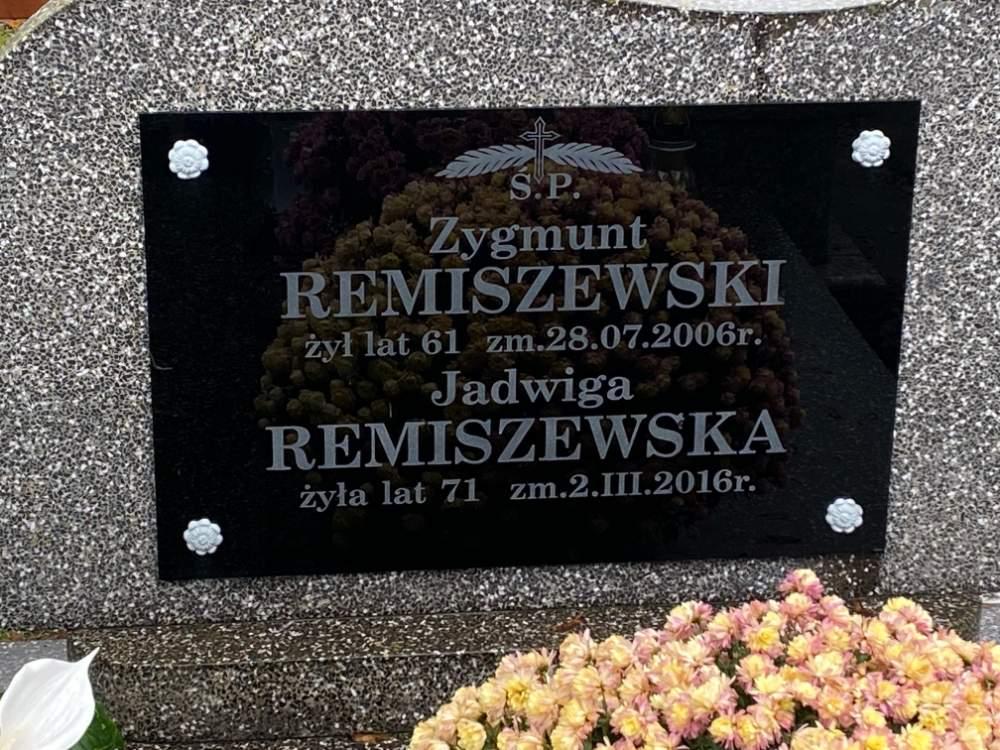 Ś.P.
Zygmunt
REMISZEWSKI
żył lat 61 zm.28.07.2006r.
Jadwiga
REMISZEWSKA
żyła lat 71 zm.2.III.2016r.